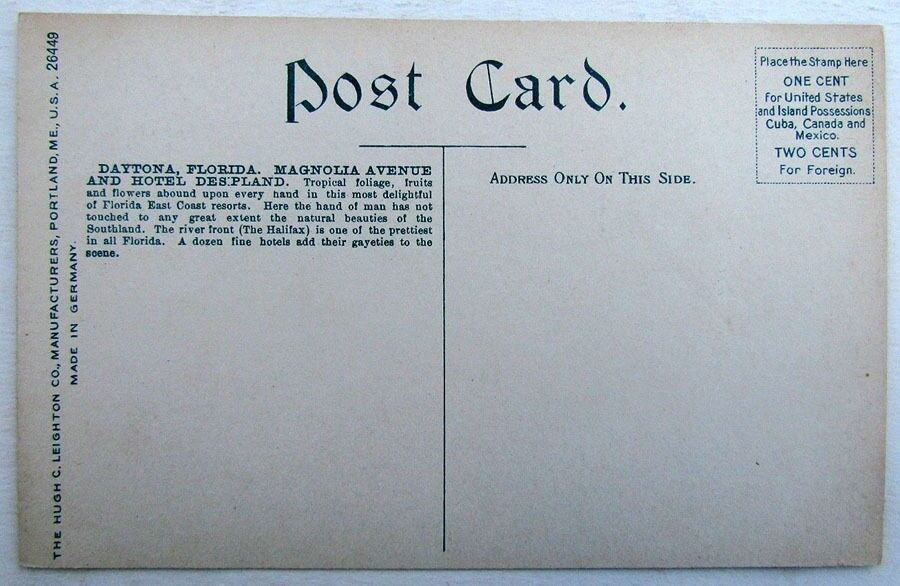 Post Card.
Place the Stamp Here
ONE CENT
for United States
and Island Possessions
Cuba, Canada and
Mexico.
TWO CENTS
For Foreign.
DAYTONA, FLORIDA. MAGNOLIA AVENUE
AND HOTEL DES:PLAND. Tropical foliage, fruits
and flowers abound upon every hand in this most delightful
of Florida East Coast resorts. Here the hand of man has not
touched to any great extent the natural beauties of the
Southland. The river front (The Halifax) is one of the prettiest
in all Florida. A dozen fine hotels add their gayeties to the
scene.
ADDRESS ONLY ON THIS SIDE.
THE HUGH C. LEIGHTON CO., MANUFACTURERS, PORTLAND, ME., U.S.A. 26449
MADE IN GERMANY.